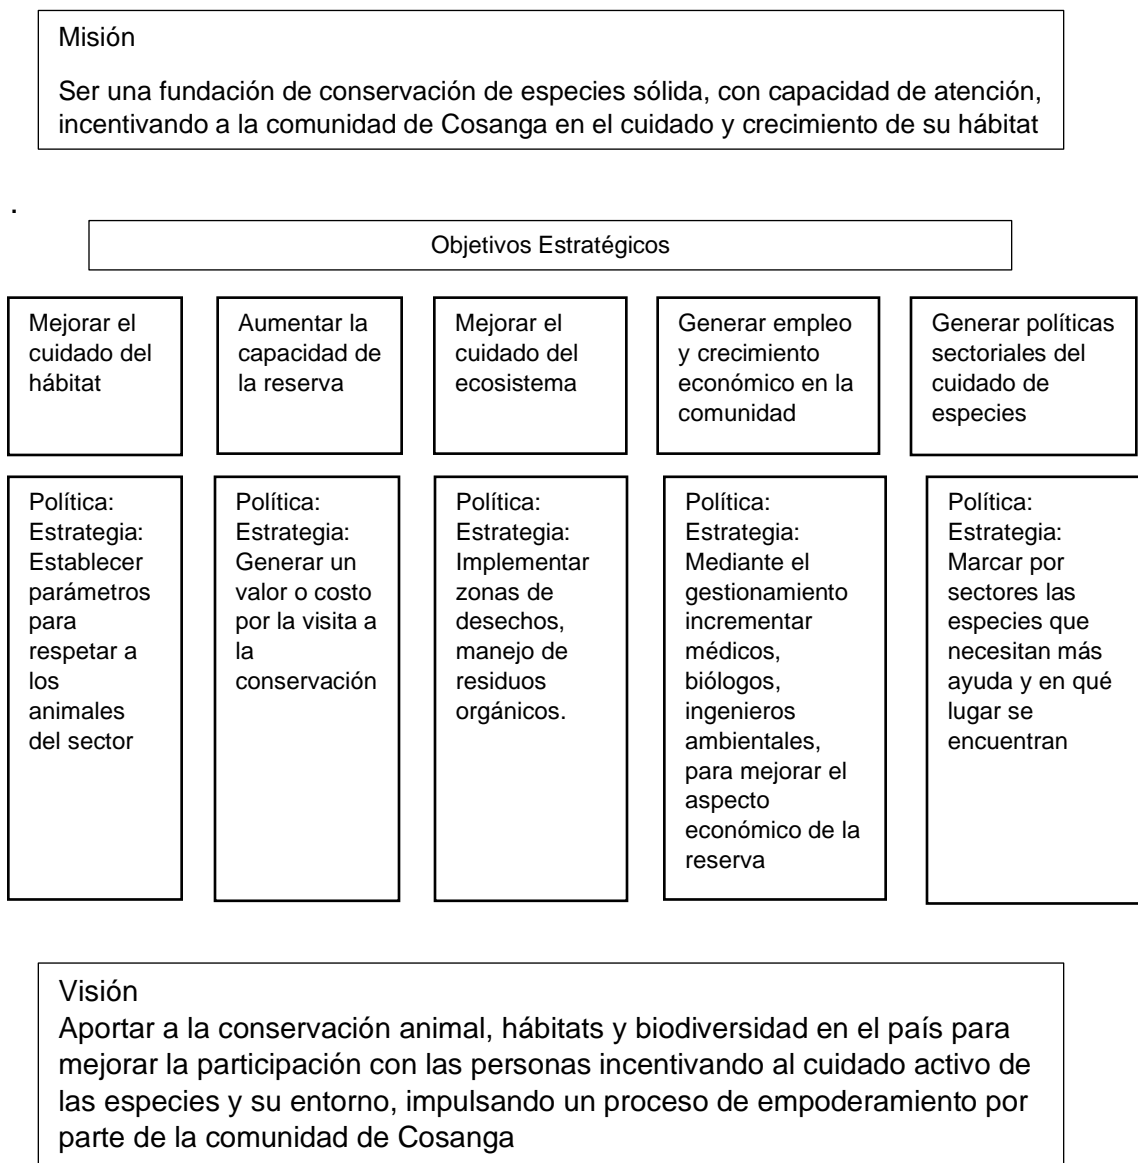 Misión
Ser una fundación de conservación de especies sólida, con capacidad de atención,
incentivando a la comunidad de Cosanga en el cuidado y crecimiento de su hábitat
.
Objetivos Estratégicos
Mejorar el
cuidado del
hábitat
Aumentar la
capacidad de
la reserva
Mejorar el
cuidado del
ecosistema
Generar empleo
y crecimiento
económico en la
comunidad
Generar políticas
sectoriales del
cuidado de
especies
Política:
Estrategia:
Establecer
parámetros
para
respetar a
los
animales
del sector
Política:
Estrategia:
Generar un
valor o costo
por la visita a
la
conservación
Política:
Estrategia:
Implementar
zonas de
desechos,
manejo de
residuos
orgánicos.
Política:
Estrategia:
Mediante el
gestionamiento
incrementar
médicos,
biólogos,
ingenieros
ambientales,
para mejorar el
aspecto
económico de la
reserva
Política:
Estrategia:
Marcar por
sectores las
especies que
necesitan más
ayuda y en qué
lugar se
encuentran
Visión
Aportar a la conservación animal, hábitats y biodiversidad en el país para
mejorar la participación con las personas incentivando al cuidado activo de
las especies y su entorno, impulsando un proceso de empoderamiento por
parte de la comunidad de Cosanga